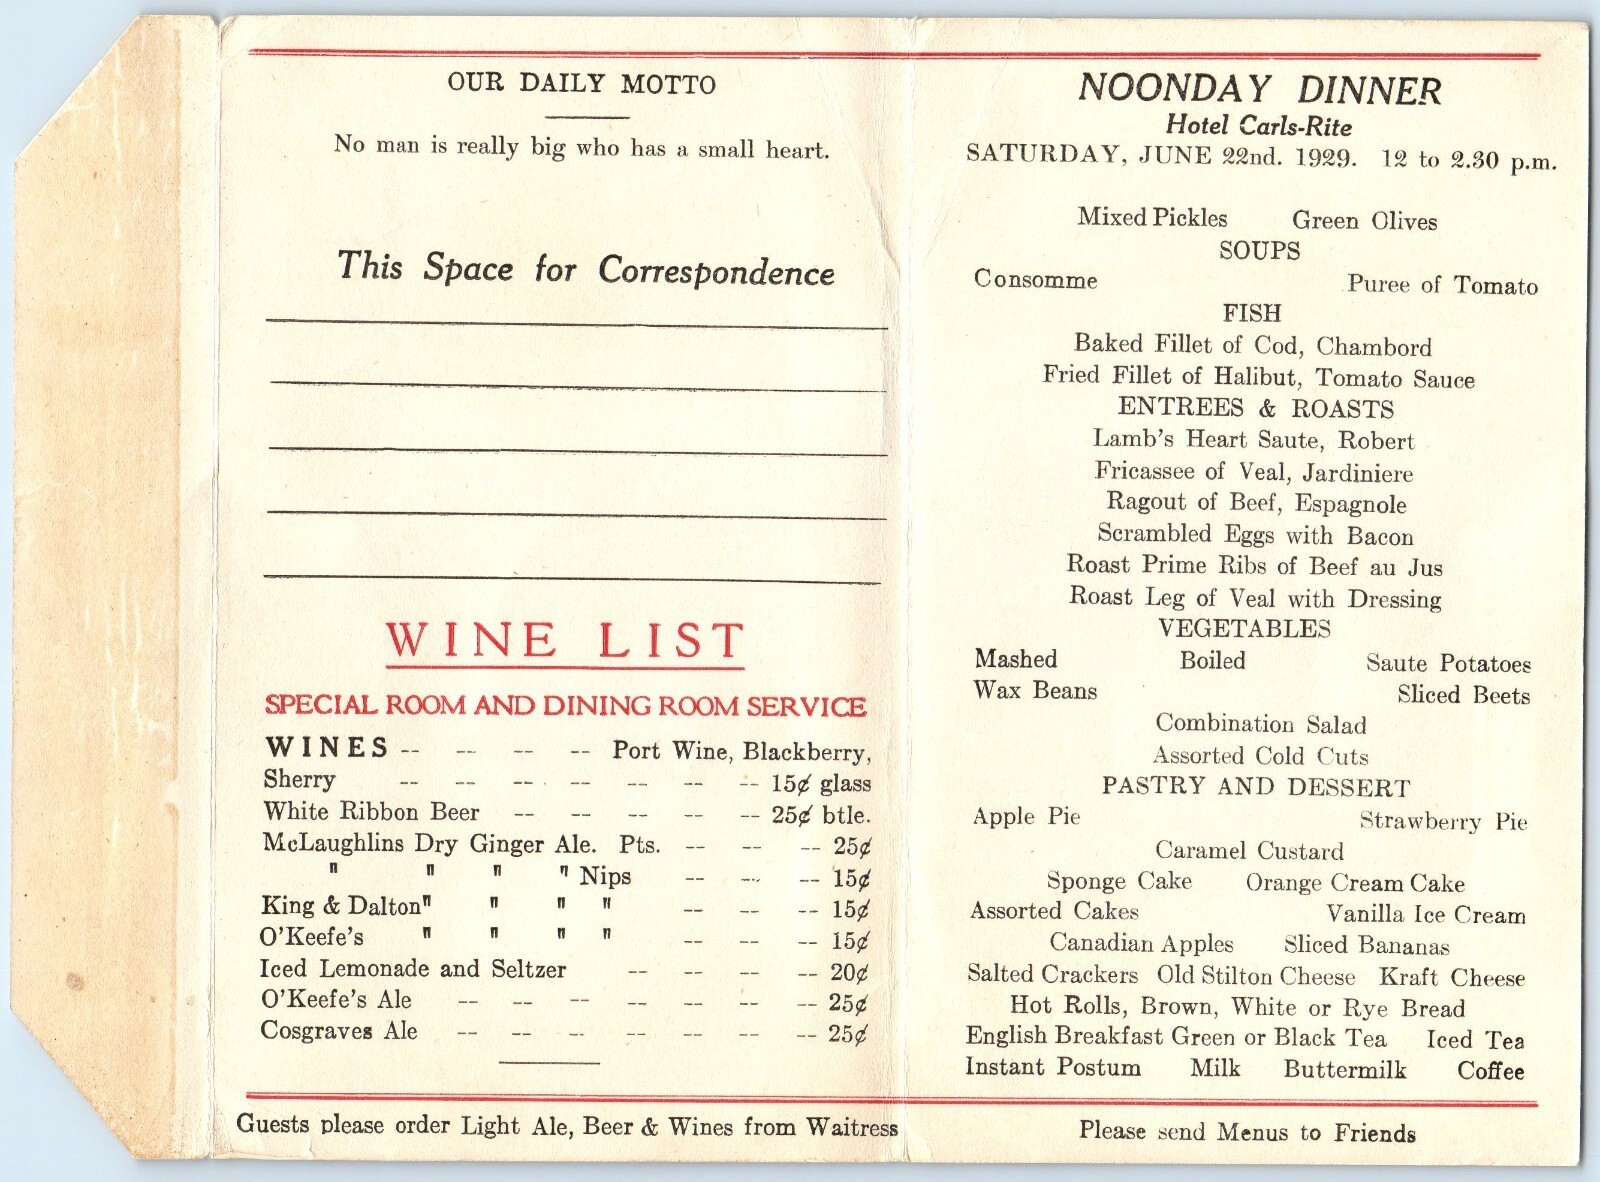 OUR DAILY MOTTO
No man is really big who has a small heart.
This Space for Correspondence
WINE LIST
SPECIAL ROOM AND DINING ROOM SERVICE
WINES -- -- -- -- Port Wine, Blackberry,
Sherry -- -- -- -- -- -- -- 15¢ glass
White Ribbon Beer -- -- -- -- -- 25¢ btle.
McLaughlins Dry Ginger Ale. Pts. -- -- -- 25¢
" " " " Nips -- -- -- 15¢
King & Dalton" " " " -- -- -- 15¢
O'Keefe's " " " " -- -- -- 15¢
Iced Lemonade and Seltzer -- -- -- -- 20¢
O'Keefe's Ale -- -- -- -- -- -- -- 25¢
Cosgraves Ale -- -- -- -- -- -- -- 25¢
Guests please order Light Ale, Beer & Wines from Waitress
NOONDAY DINNER
Hotel Carls-Rite
SATURDAY, JUNE 22nd. 1929. 12 to 2.30 p.m.
Mixed Pickles Green Olives
SOUPS
Consomme Puree of Tomato
FISH
Baked Fillet of Cod, Chambord
Fried Fillet of Halibut, Tomato Sauce
ENTREES & ROASTS
Lamb's Heart Saute, Robert
Fricassee of Veal, Jardiniere
Ragout of Beef, Espagnole
Scrambled Eggs with Bacon
Roast Prime Ribs of Beef au Jus
Roast Leg of Veal with Dressing
VEGETABLES
Mashed Boiled Saute Potatoes
Wax Beans Sliced Beets
Combination Salad
Assorted Cold Cuts
PASTRY AND DESSERT
Apple Pie Strawberry Pie
Caramel Custard
Sponge Cake Orange Cream Cake
Assorted Cakes Vanilla Ice Cream
Canadian Apples Sliced Bananas
Salted Crackers Old Stilton Cheese Kraft Cheese
Hot Rolls, Brown, White or Rye Bread
English Breakfast Green or Black Tea Iced Tea
Instant Postum Milk Buttermilk Coffee
Please send Menus to Friends